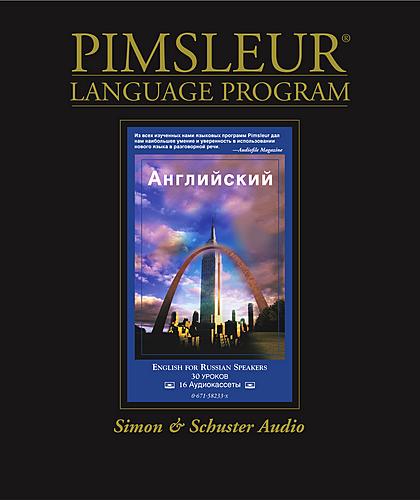 PIMSLEUR®
LANGUAGE PROGRAM
Из всех изученных нами языковых программ Pimsleur дал
нам наибольшее умение и уверенность в использовании
нового языка в разговорной речи.
—Audiofile Magazine
Английский
ENGLISH FOR RUSSIAN SPEAKERS
30 УРОКОВ
16 Аудиокассеты
0-671-58233-x
Simon & Schuster Audio